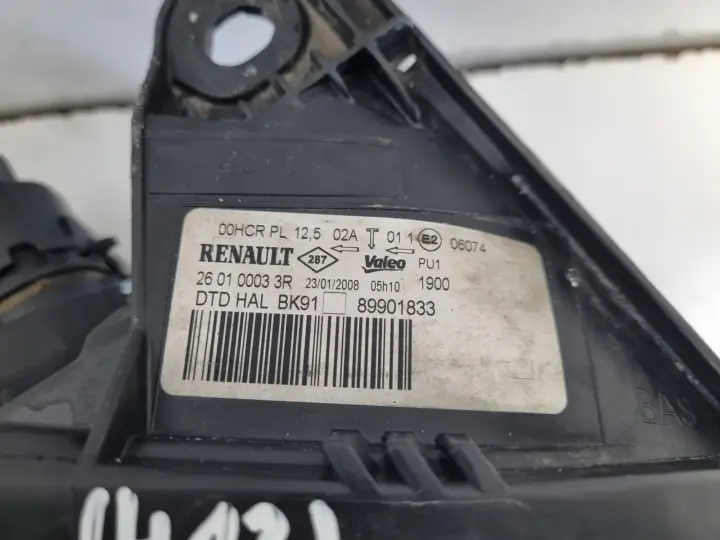 00HCR PL 12,5 02A 01 1 E2 06074
RENAULT 267 Valeo PU1
26 01 0003 3R 23/01/2008 05h10 1900
DTD HAL BK91 89901833